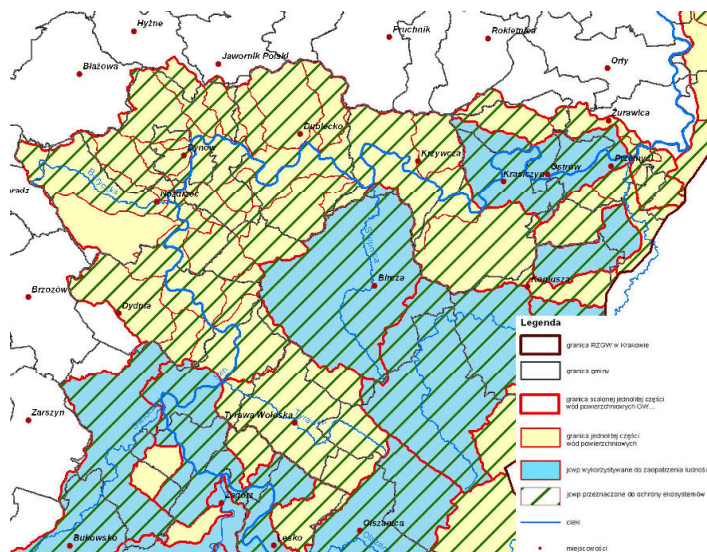 Hyżne
Pruchnik
Rokietnica
Jawornik Polski
Orły
Błażowa
Żurawica
Dubiecko
Dynów
Krzywcza
Ostrów
Przemyśl
Krasiczyn
Nozdrzec
Bircza
Brzozów
Dydnia
Legenda
granica RZGW w Krakowie
granica gminy
granica scalonej jednolitej części
wód powierzchniowych GW...
Zarszyn
Tyrawa Wołoska
granica jednolitej części
wód powierzchniowych
jcwp wykorzystywane do zaopatrzenia ludnośc
jcwp przeznaczone do ochrony ekosystemów
Zagórz
cieki
Olszanica
Bukowsko
Lesko
miejscowości